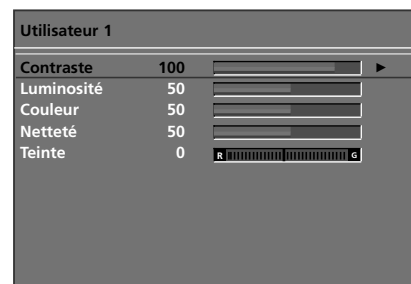 Utilisateur 1
Contraste 100 ►
Luminosité 50
Couleur 50
Netteté 50
Teinte 0 R G